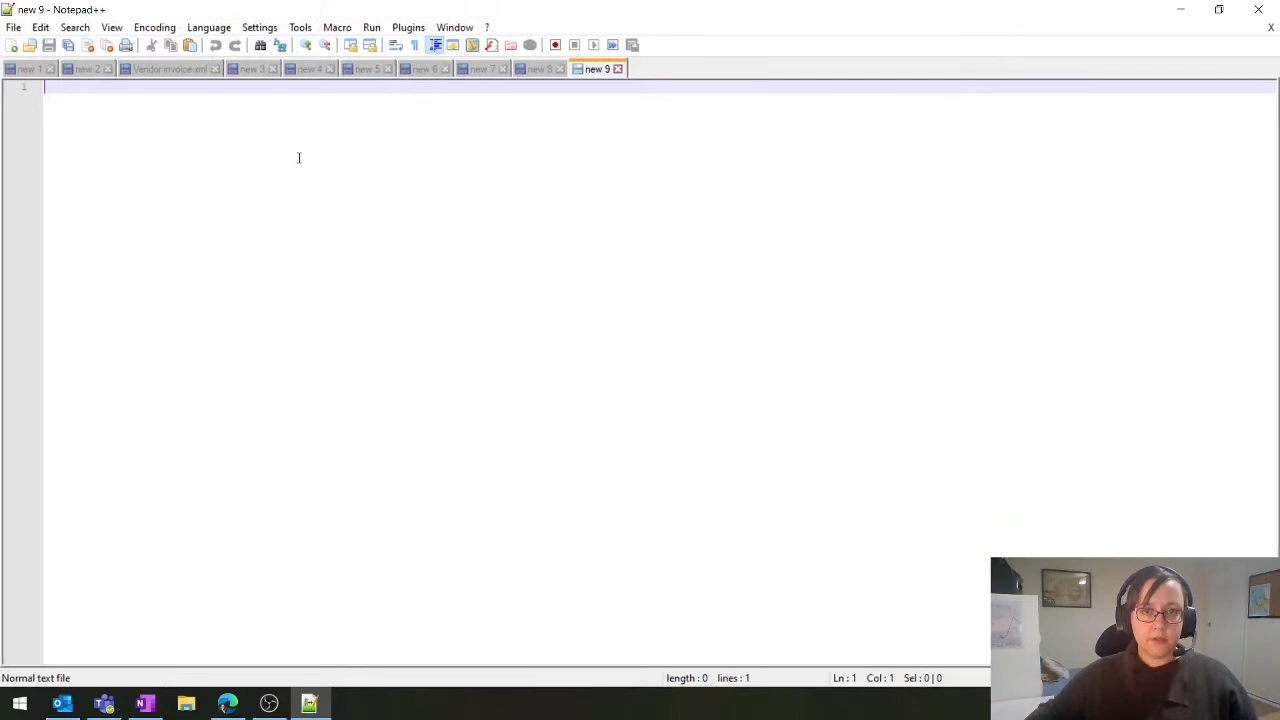 new 9 - Notepad++
File Edit Search View Encoding Language Settings Tools Macro Run Plugins Window ? X
new 1 new 2 Vendor invoice.xml new 3 new 4 new 5 new 6 new 7 new 8 new 9
1
Normal text file length : 0 lines : 1 Ln : 1 Col : 1 Sel : 0 | 0